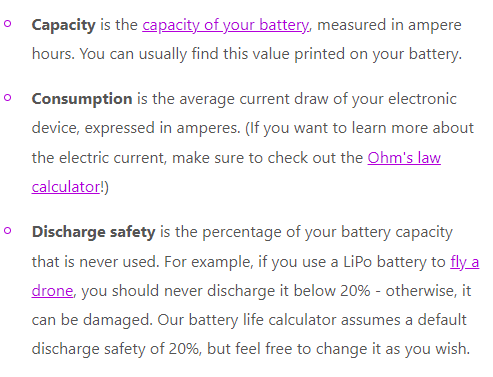 Capacity is the capacity of your battery, measured in ampere
hours. You can usually find this value printed on your battery.
Consumption is the average current draw of your electronic
device, expressed in amperes. (If you want to learn more about
the electric current, make sure to check out the Ohm's law
calculator!)
Discharge safety is the percentage of your battery capacity
that is never used. For example, if you use a LiPo battery to fly a
drone, you should never discharge it below 20% - otherwise, it
can be damaged. Our battery life calculator assumes a default
discharge safety of 20%, but feel free to change it as you wish.